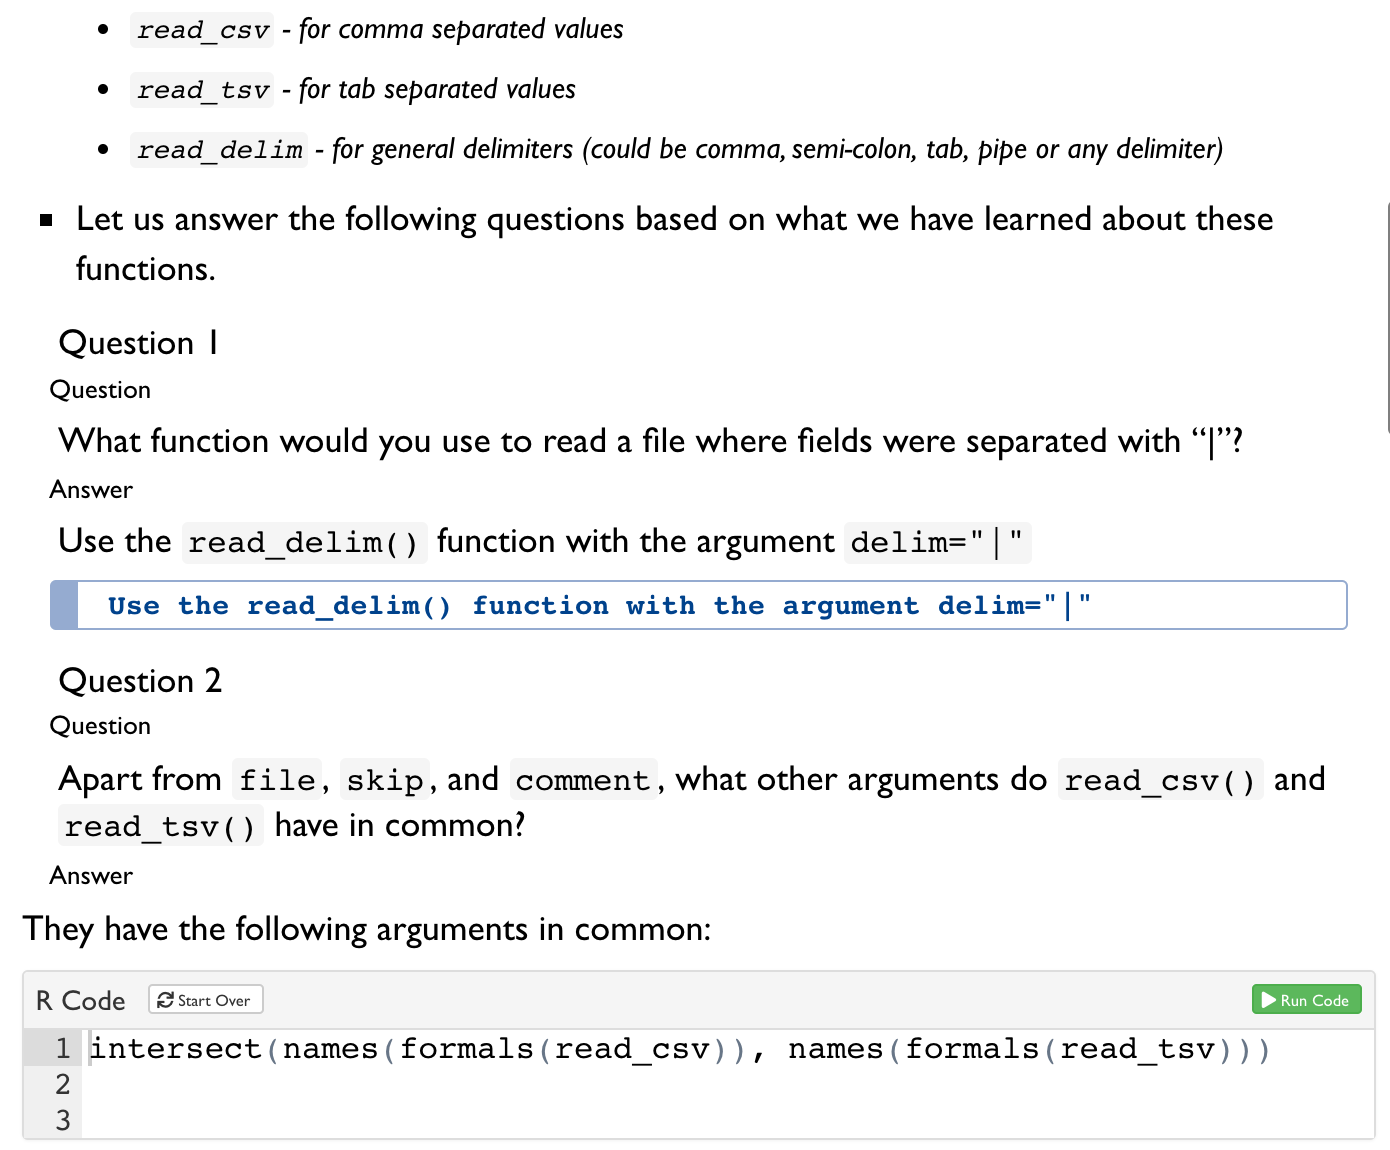 • read_csv - for comma separated values
• read_tsv - for tab separated values
• read_delim - for general delimiters (could be comma, semi-colon, tab, pipe or any delimiter)
▪ Let us answer the following questions based on what we have learned about these
functions.
Question 1
Question
What function would you use to read a file where fields were separated with “|”?
Answer
Use the read_delim() function with the argument delim="|"
Use the read_delim() function with the argument delim="|"
Question 2
Question
Apart from file, skip, and comment, what other arguments do read_csv() and
read_tsv() have in common?
Answer
They have the following arguments in common:
R Code Start Over Run Code
1 intersect(names(formals(read_csv)), names(formals(read_tsv)))
2
3